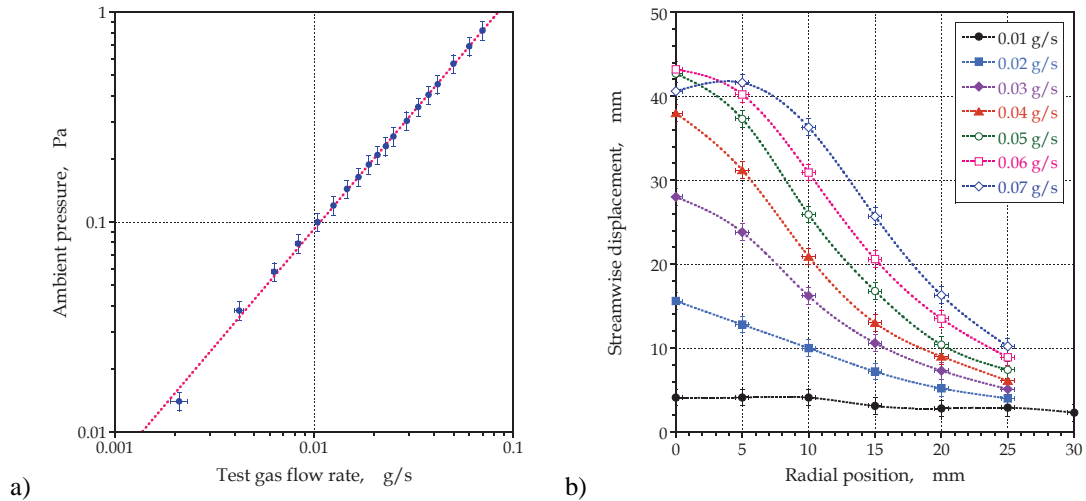 1
0.1
0.01
0.001
0.01
0.1
Ambient pressure, Pa
Test gas flow rate, g/s
a)
50
40
30
20
10
0
0
5
10
15
20
25
30
Streamwise displacement, mm
Radial position, mm
0.01 g/s
0.02 g/s
0.03 g/s
0.04 g/s
0.05 g/s
0.06 g/s
0.07 g/s
b)